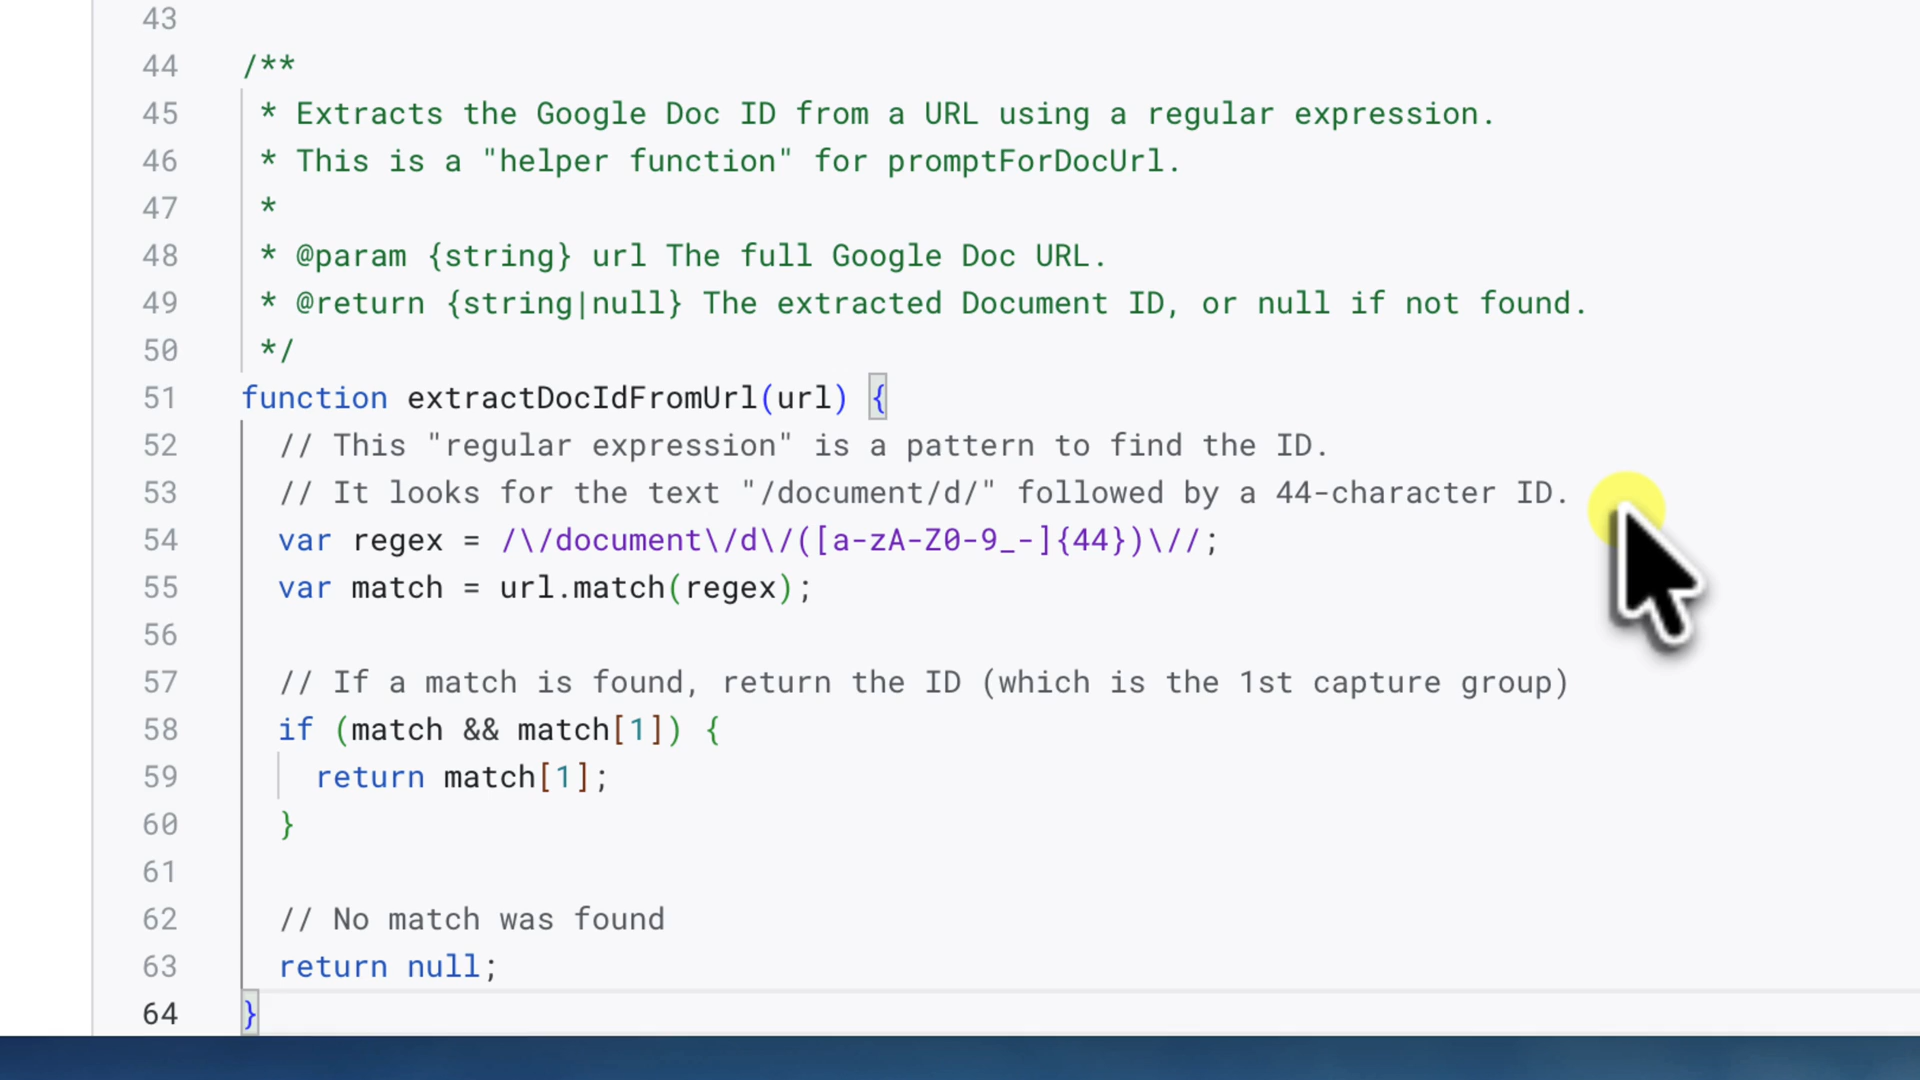 43
44 /**
45  * Extracts the Google Doc ID from a URL using a regular expression.
46  * This is a "helper function" for promptForDocUrl.
47  *
48  * @param {string} url The full Google Doc URL.
49  * @return {string|null} The extracted Document ID, or null if not found.
50  */
51 function extractDocIdFromUrl(url) {
52   // This "regular expression" is a pattern to find the ID.
53   // It looks for the text "/document/d/" followed by a 44-character ID.
54   var regex = /\/document\/d\/([a-zA-Z0-9_-]{44})\//;
55   var match = url.match(regex);
56
57   // If a match is found, return the ID (which is the 1st capture group)
58   if (match && match[1]) {
59     return match[1];
60   }
61
62   // No match was found
63   return null;
64 }